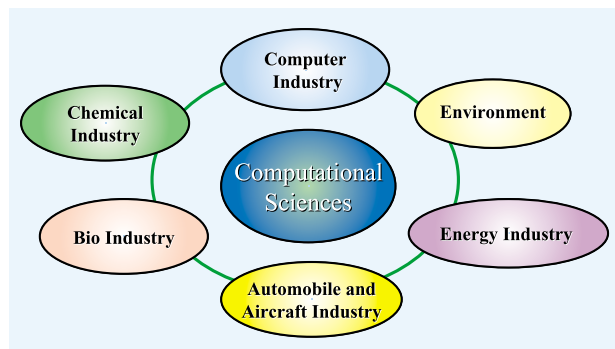 Computer
Industry
Chemical
Industry
Environment
Computational
Sciences
Bio Industry
Energy Industry
Automobile and
Aircraft Industry